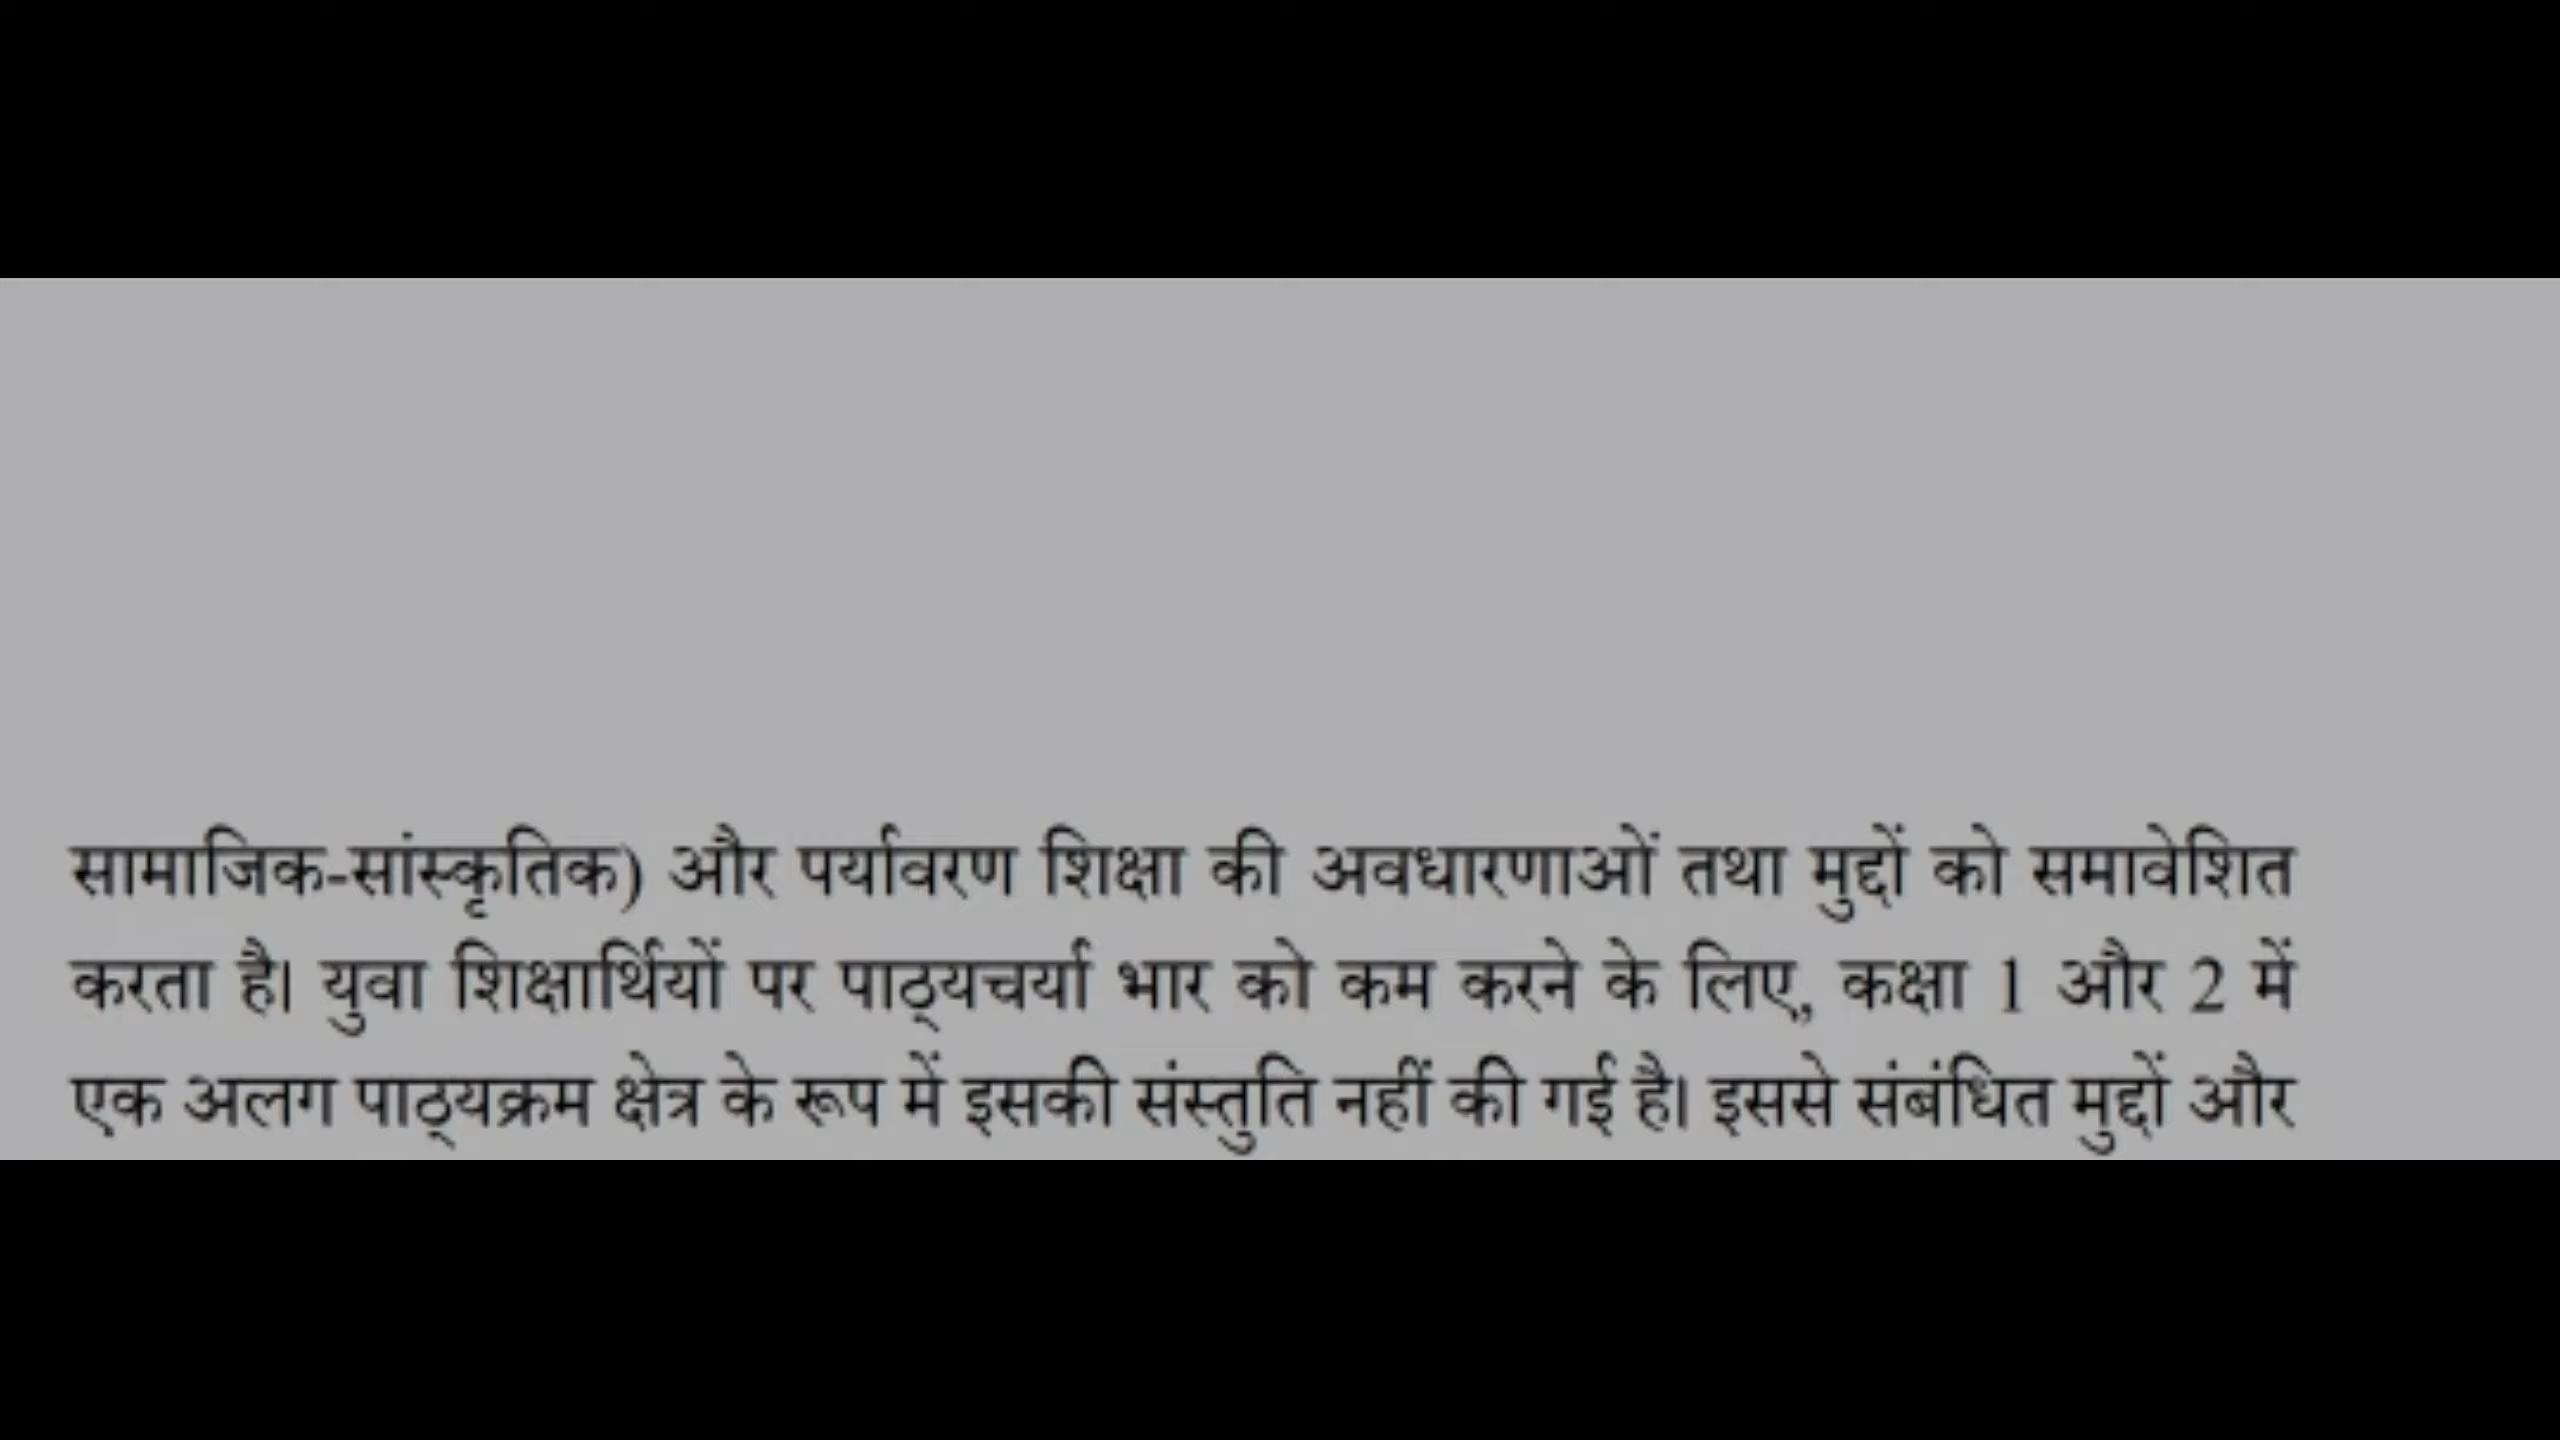 सामाजिक-सांस्कृतिक) और पर्यावरण शिक्षा की अवधारणाओं तथा मुद्दों को समावेशित
करता है। युवा शिक्षार्थियों पर पाठ्यचर्या भार को कम करने के लिए, कक्षा 1 और 2 में
एक अलग पाठ्यक्रम क्षेत्र के रूप में इसकी संस्तुति नहीं की गई है। इससे संबंधित मुद्दों और